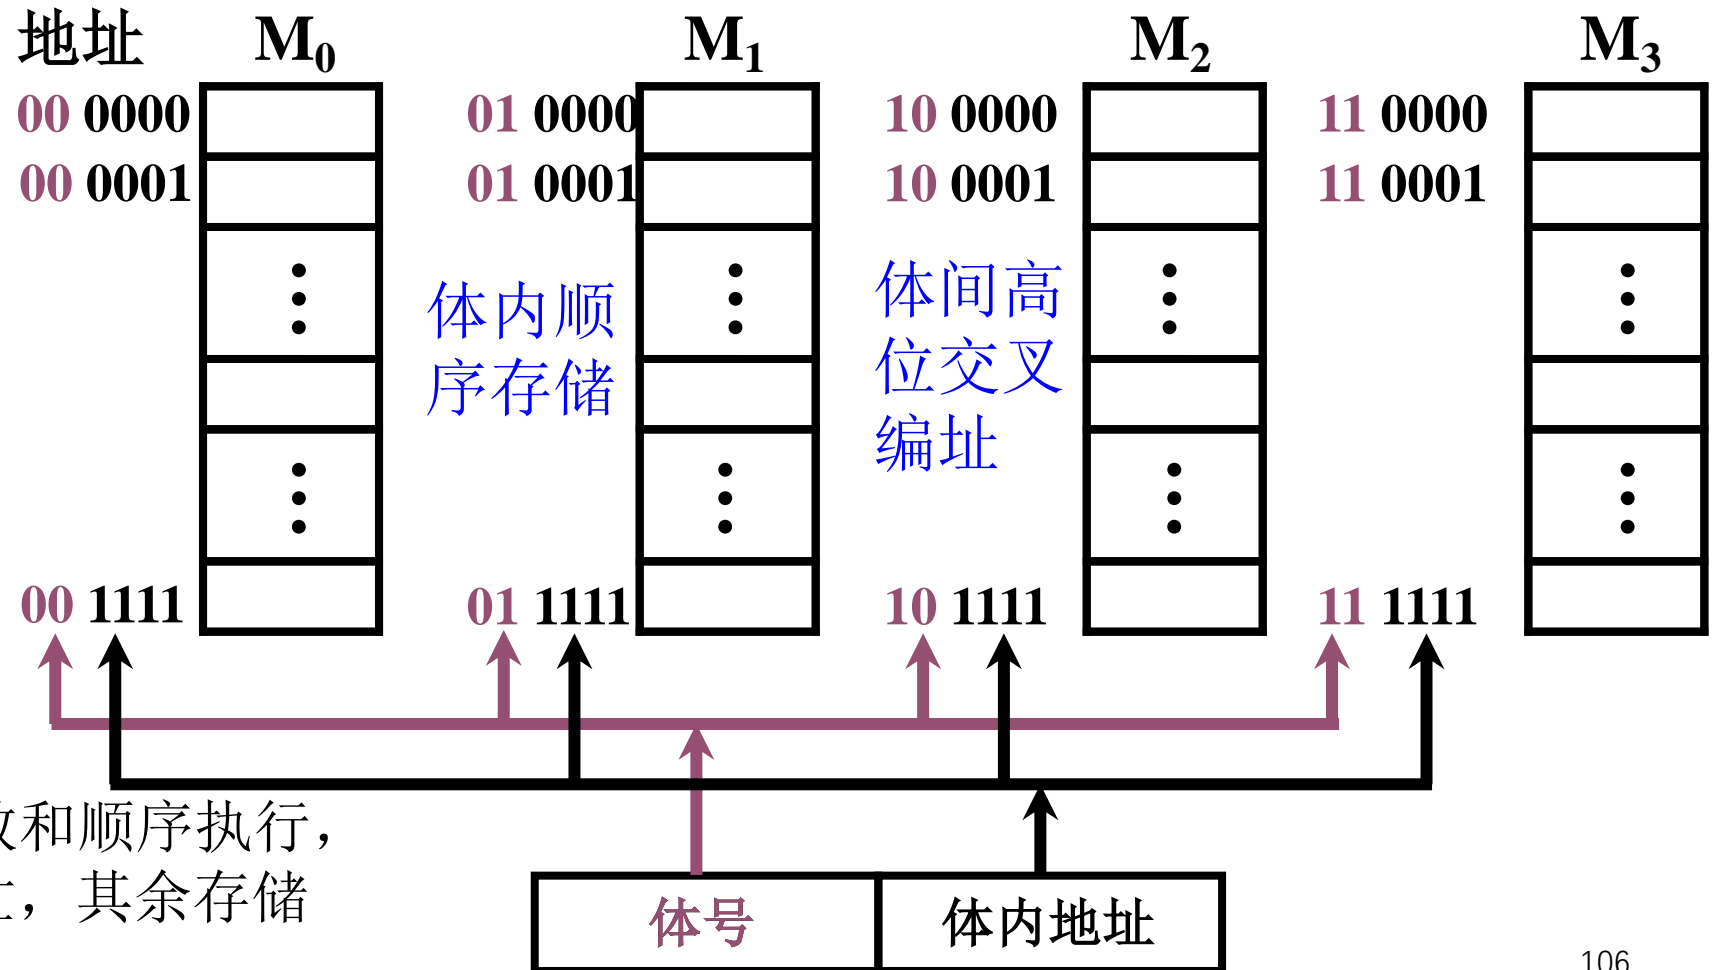 地址 M₀ M₁ M₂ M₃
00 0000 01 0000 10 0000 11 0000
00 0001 01 0001 10 0001 11 0001
体内顺
序存储
体间高
位交叉
编址
00 1111 01 1111 10 1111 11 1111
和顺序执行，
，其余存储
体号 体内地址
106